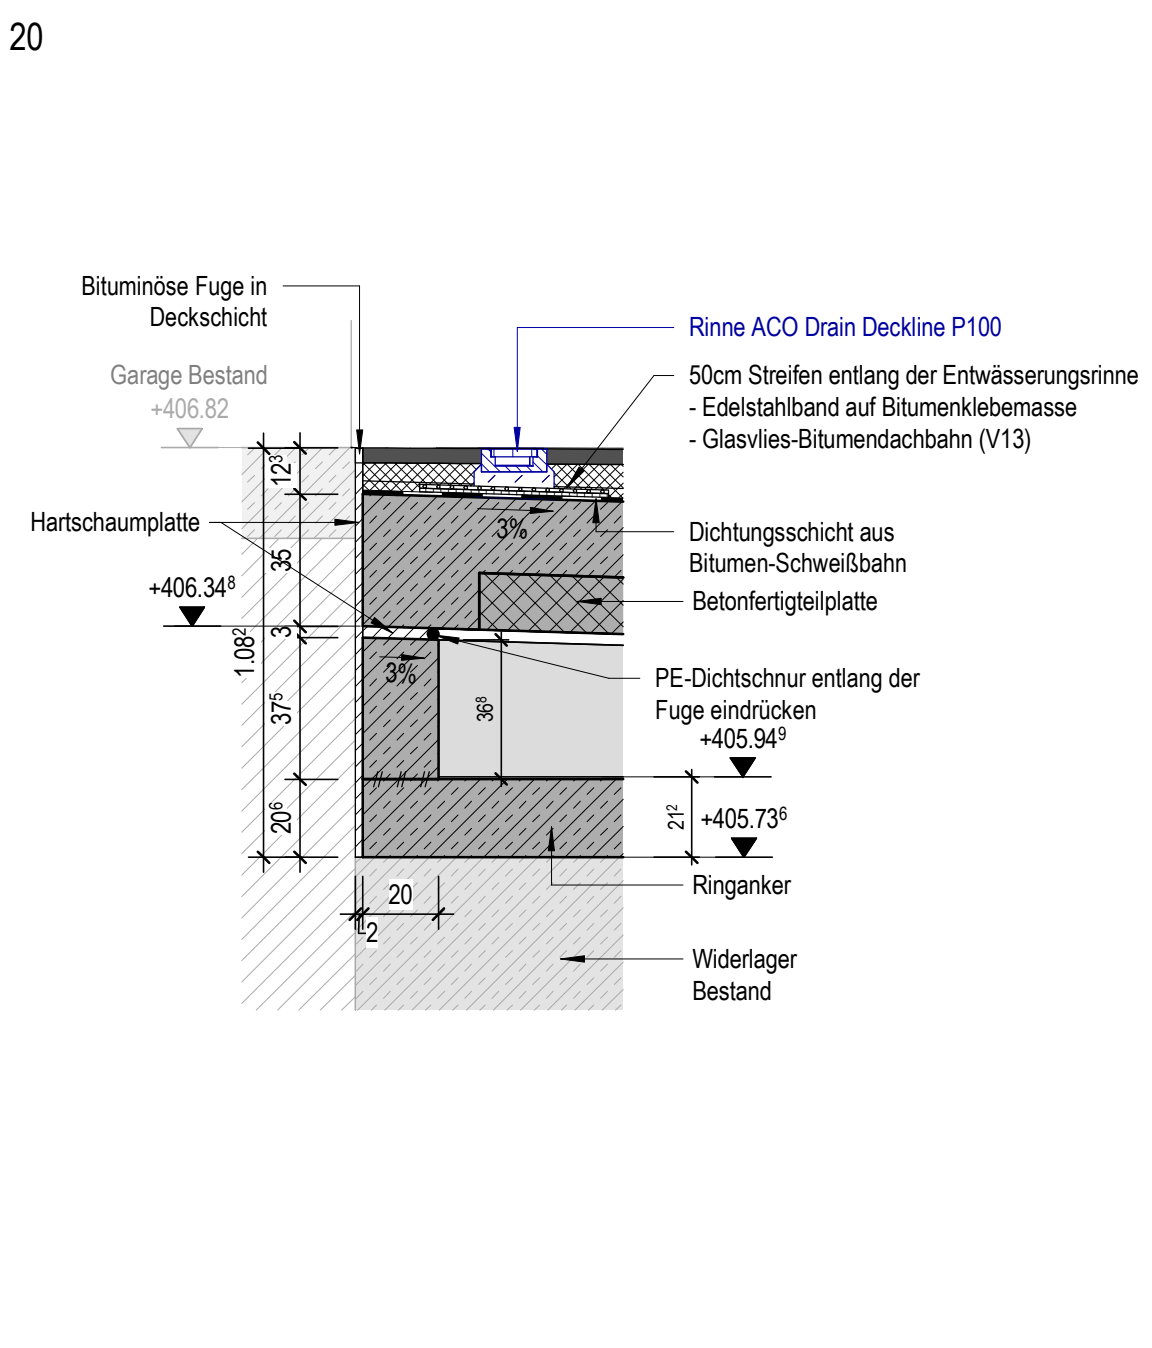 20
Bituminöse Fuge in
Deckschicht
Rinne ACO Drain Deckline P100
Garage Bestand
+406.82
50cm Streifen entlang der Entwässerungsrinne
- Edelstahlband auf Bitumenklebemasse
- Glasvlies-Bitumendachbahn (V13)
12³
Hartschaumplatte
3%
Dichtungsschicht aus
Bitumen-Schweißbahn
35
+406.34⁸
Betonfertigteilplatte
3
1.08²
3%
PE-Dichtschnur entlang der
Fuge eindrücken
37⁵
36⁸
+405.94⁹
20⁶
21²
+405.73⁶
Ringanker
20
2
Widerlager
Bestand